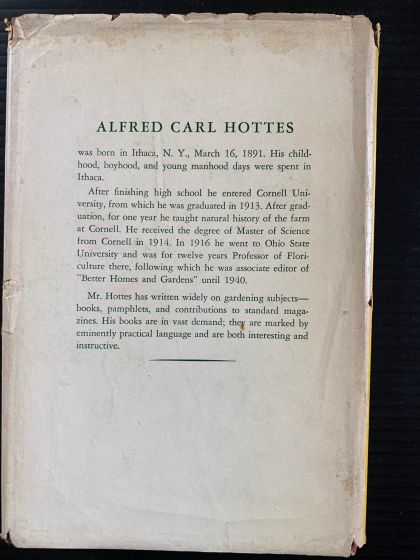 ALFRED CARL HOTTES
was born in Ithaca, N. Y., March 16, 1891. His child-
hood, boyhood, and young manhood days were spent in
Ithaca.
After finishing high school he entered Cornell Uni-
versity, from which he was graduated in 1913. After grad-
uation, for one year he taught natural history of the farm
at Cornell. He received the degree of Master of Science
from Cornell in 1914. In 1916 he went to Ohio State
University and was for twelve years Professor of Flori-
culture there, following which he was associate editor of
"Better Homes and Gardens" until 1940.
Mr. Hottes has written widely on gardening subjects—
books, pamphlets, and contributions to standard maga-
zines. His books are in vast demand; they are marked by
eminently practical language and are both interesting and
instructive.